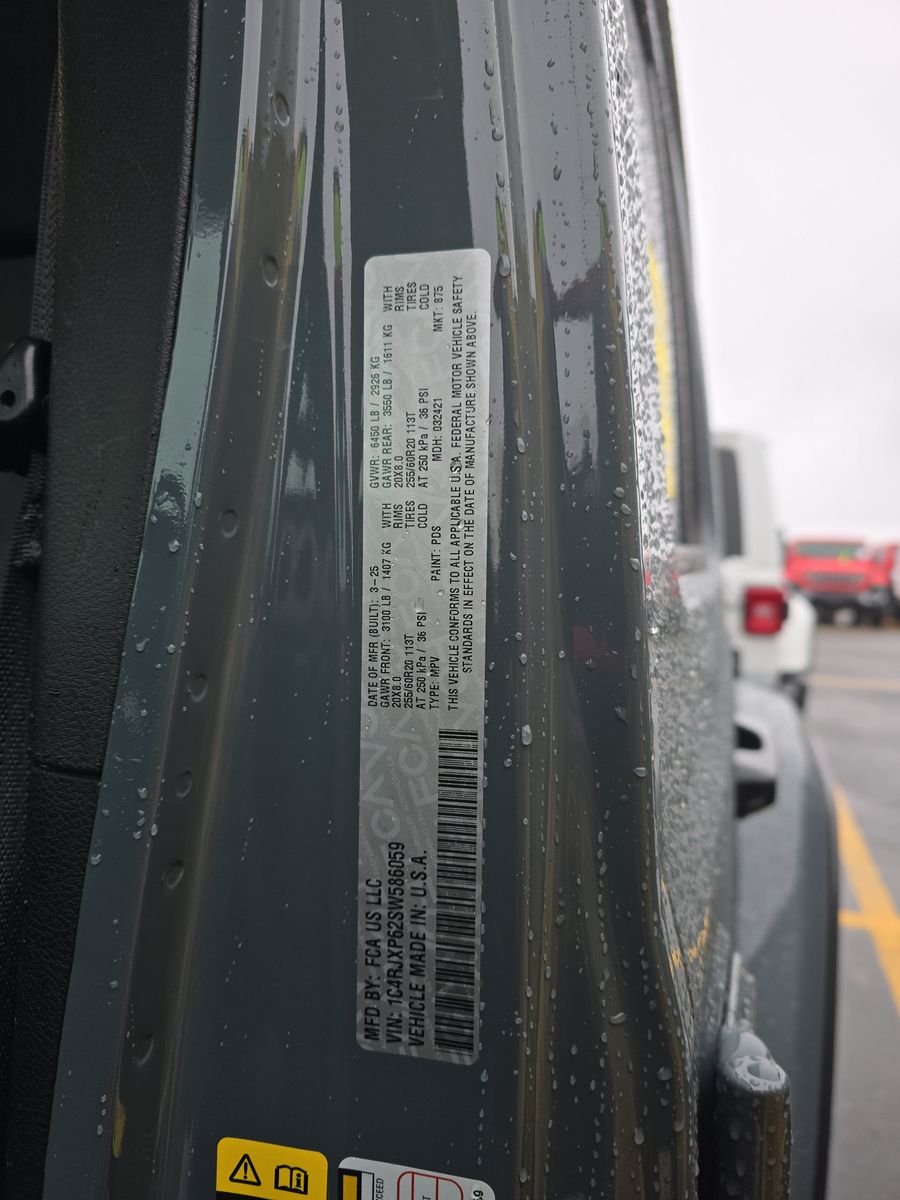 MFD BY: FCA US LLC
VIN: 1C4RJXP62SW586059
VEHICLE MADE IN: U.S.A.
DATE OF MFR (BUILT): 3-25 GVWR: 6450 LB / 2926 KG
GAWR FRONT: 3100 LB / 1407 KG WITH GAWR REAR: 3550 LB / 1611 KG WITH
20X8.0 RIMS 20X8.0 RIMS
255/60R20 113T TIRES 255/60R20 113T TIRES
AT 250 kPa / 36 PSI COLD AT 250 kPa / 36 PSI COLD
TYPE: MPV PAINT: PDS MDH: 032421 MKT: 875
THIS VEHICLE CONFORMS TO ALL APPLICABLE U.S.A. FEDERAL MOTOR VEHICLE SAFETY
STANDARDS IN EFFECT ON THE DATE OF MANUFACTURE SHOWN ABOVE.